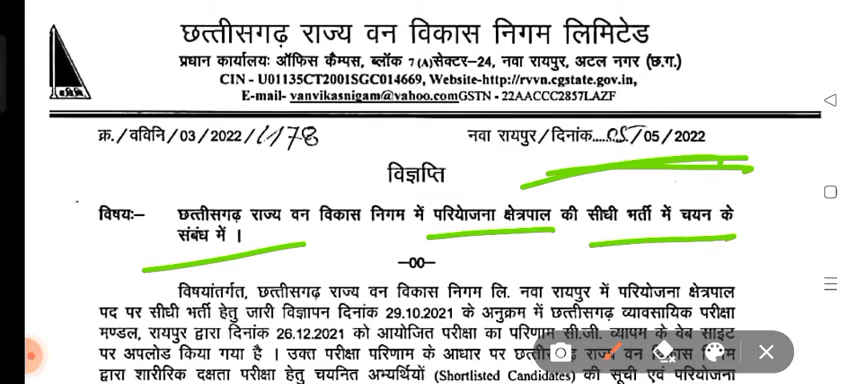 छत्तीसगढ़ राज्य वन विकास निगम लिमिटेड
प्रधान कार्यालयः ऑफिस कैम्पस, ब्लॉक 7 (A)सेक्टर–24, नवा रायपुर, अटल नगर (छ.ग.)
CIN - U01135CT2001SGC014669, Website-http://rvvn.cgstate.gov.in,
E-mail- vanvikasnigam@yahoo.comGSTN - 22AACCC2857LAZF
क्र./वविनि/03/2022/1178 नवा रायपुर/दिनांक....05/05/2022
विज्ञप्ति
विषयः– छत्तीसगढ़ राज्य वन विकास निगम में परियेाजना क्षेत्रपाल की सीधी भर्ती में चयन के
संबंध में ।
—00—
विषयांतर्गत, छत्तीसगढ़ राज्य वन विकास निगम लि. नवा रायपुर में परियोजना क्षेत्रपाल
पद पर सीधी भर्ती हेतु जारी विज्ञापन दिनांक 29.10.2021 के अनुक्रम में छत्तीसगढ़ व्यावसायिक परीक्षा
मण्डल, रायपुर द्वारा दिनांक 26.12.2021 को आयोजित परीक्षा का परिणाम सी.जी. व्यापम के वेब साइट
पर अपलोड किया गया है । उक्त परीक्षा परिणाम के आधार पर
द्वारा शारीरिक दक्षता परीक्षा हेतु चयनित अभ्यर्थियों (Shortlisted Candidates) की सूची एवं परियोजना